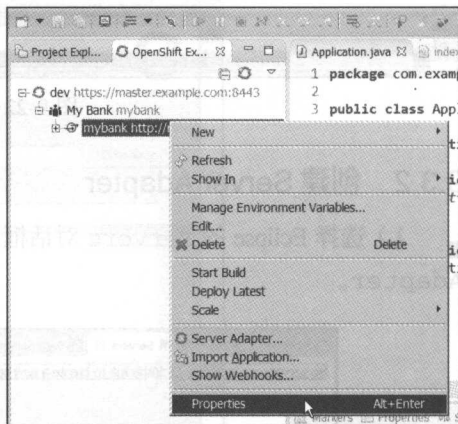 Project Expl... OpenShift Ex... Application.java index
dev https://master.example.com:8443
My Bank mybank
mybank http://
1 package com.examp
2
3 public class Appl
New
Refresh
Show In
Manage Environment Variables...
Edit...
Delete Delete
Start Build
Deploy Latest
Scale
Server Adapter...
Import Application...
Show Webhooks...
Properties Alt+Enter
Markers Properties